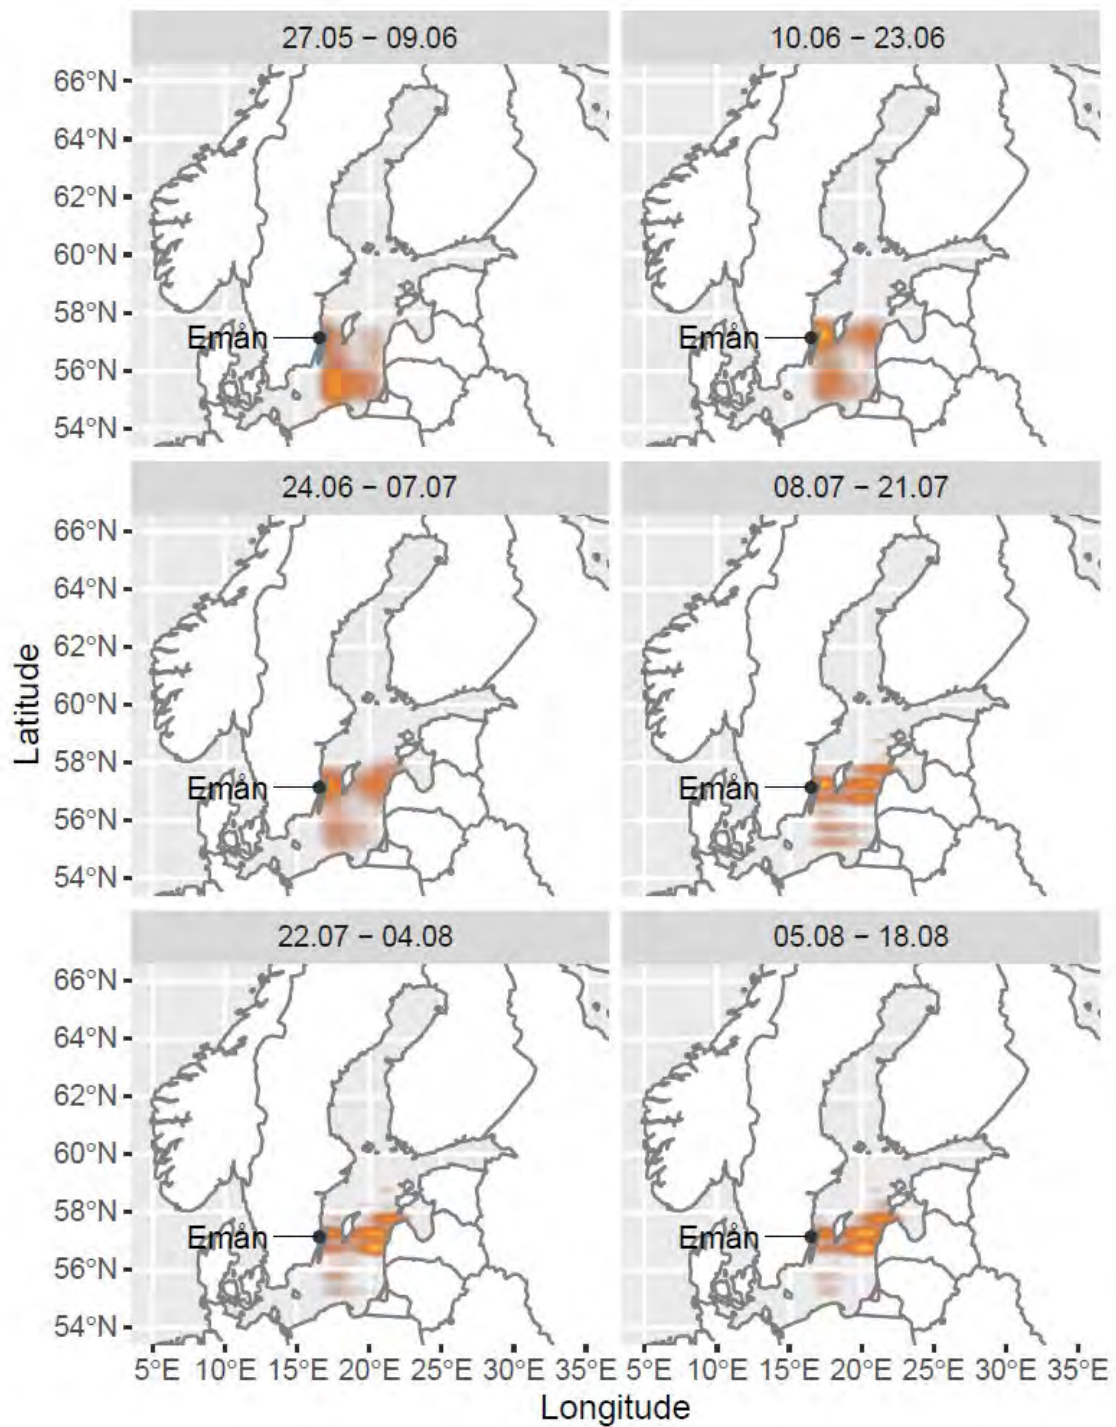 27.05 − 09.06
10.06 − 23.06
66°N
64°N
62°N
60°N
58°N
56°N
54°N
Emån
Emån
24.06 − 07.07
08.07 − 21.07
66°N
64°N
62°N
60°N
58°N
56°N
54°N
Emån
Emån
Latitude
22.07 − 04.08
05.08 − 18.08
66°N
64°N
62°N
60°N
58°N
56°N
54°N
Emån
Emån
5°E 10°E 15°E 20°E 25°E 30°E 35°E
5°E 10°E 15°E 20°E 25°E 30°E 35°E
Longitude